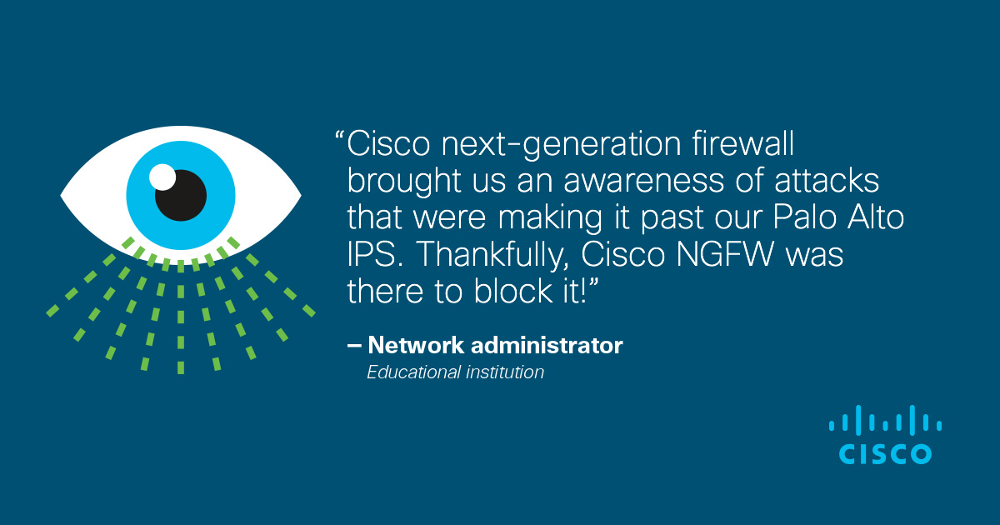 “Cisco next-generation firewall
brought us an awareness of attacks
that were making it past our Palo Alto
IPS. Thankfully, Cisco NGFW was
there to block it!”
– Network administrator
Educational institution
CISCO